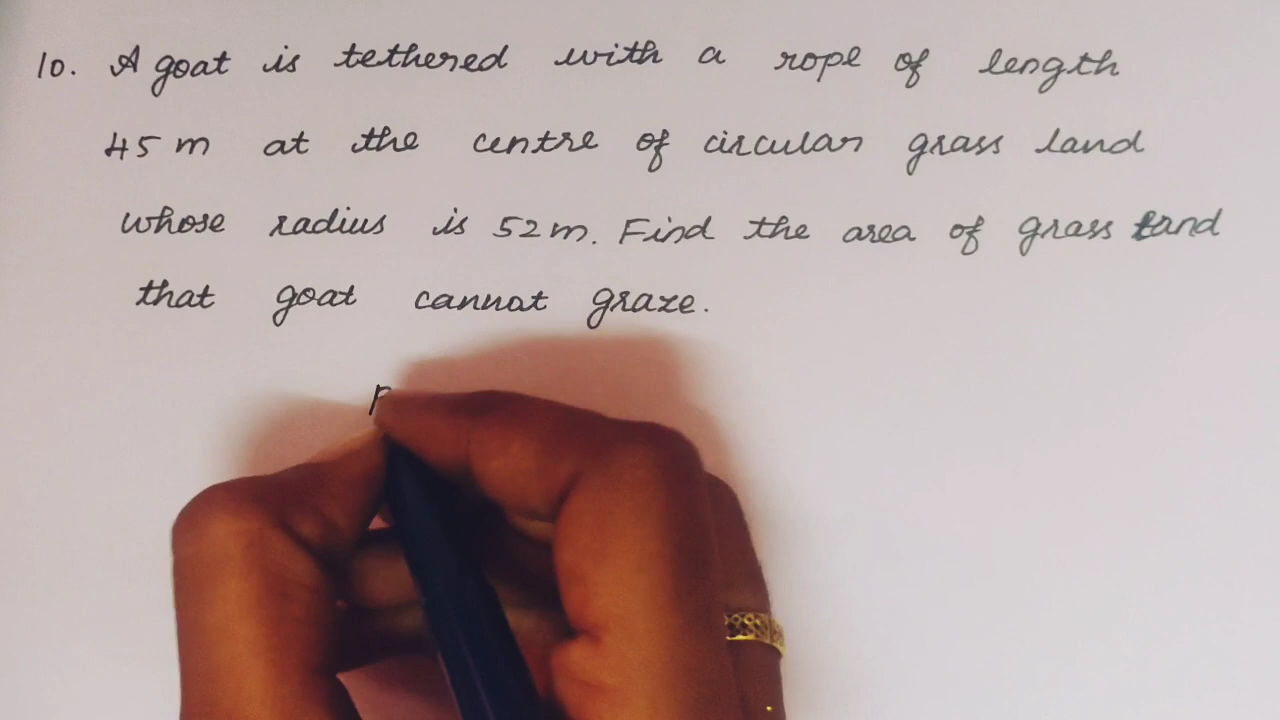 10. A goat is tethered with a rope of length
45 m at the centre of circular grass land
whose radius is 52m. Find the area of grass land
that goat cannot graze.